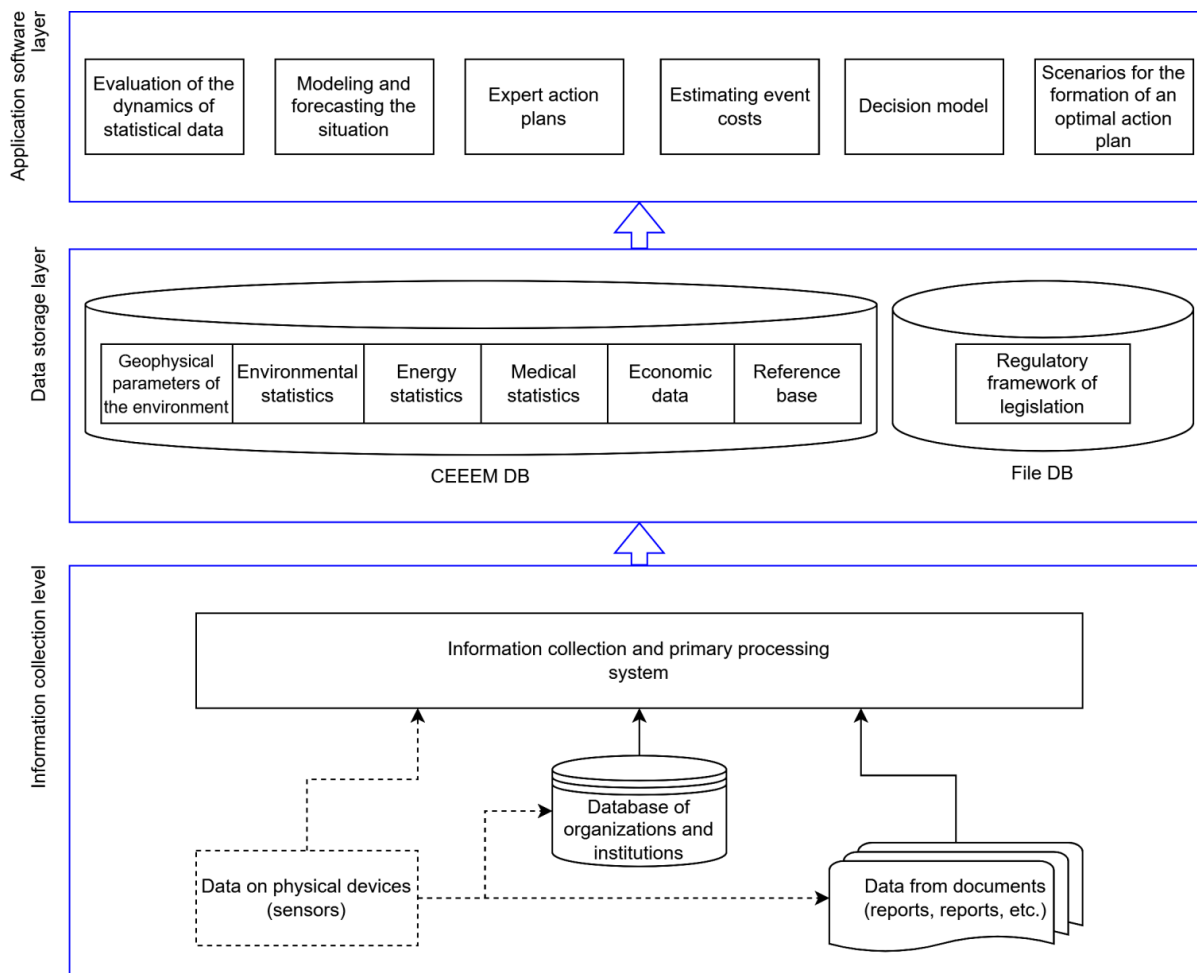 Application software
layer
Evaluation of the
dynamics of
statistical data
Modeling and
forecasting the
situation
Expert action
plans
Estimating event
costs
Decision model
Scenarios for the
formation of an
optimal action
plan
Data storage layer
Geophysical
parameters of
the environment
Environmental
statistics
Energy
statistics
Medical
statistics
Economic
data
Reference
base
CEEEM DB
Regulatory
framework of
legislation
File DB
Information collection level
Information collection and primary processing
system
Database of
organizations and
institutions
Data on physical devices
(sensors)
Data from documents
(reports, reports, etc.)